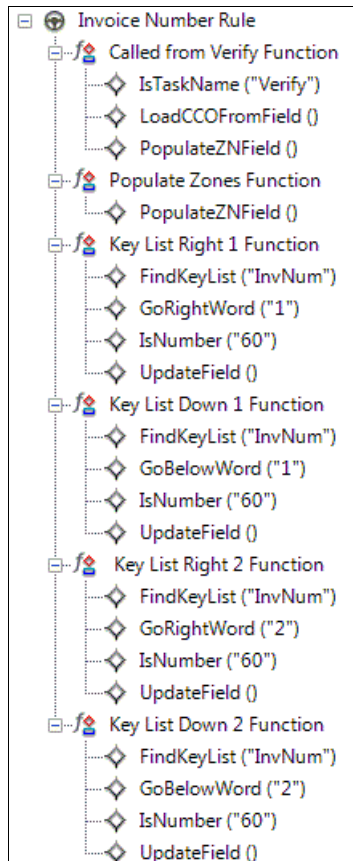 Invoice Number Rule
Called from Verify Function
IsTaskName ("Verify")
LoadCCOFromField ()
PopulateZNField ()
Populate Zones Function
PopulateZNField ()
Key List Right 1 Function
FindKeyList ("InvNum")
GoRightWord ("1")
IsNumber ("60")
UpdateField ()
Key List Down 1 Function
FindKeyList ("InvNum")
GoBelowWord ("1")
IsNumber ("60")
UpdateField ()
Key List Right 2 Function
FindKeyList ("InvNum")
GoRightWord ("2")
IsNumber ("60")
UpdateField ()
Key List Down 2 Function
FindKeyList ("InvNum")
GoBelowWord ("2")
IsNumber ("60")
UpdateField ()